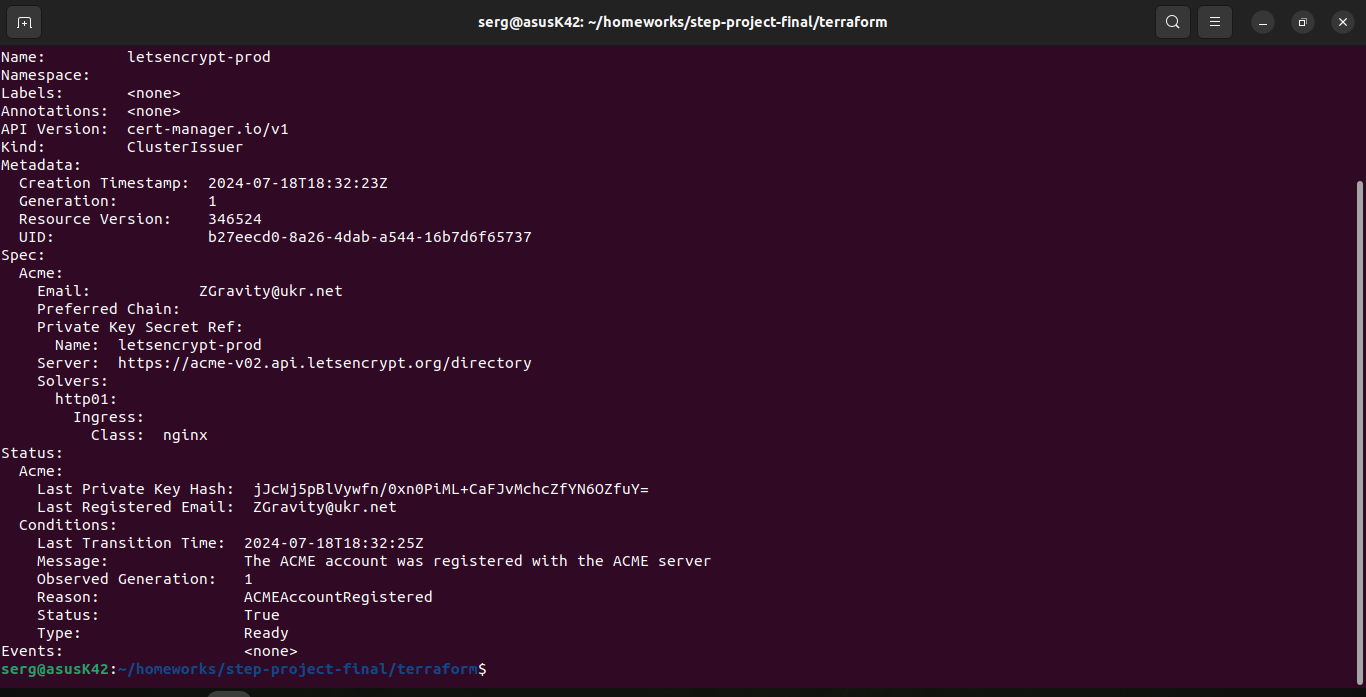 serg@asusK42: ~/homeworks/step-project-final/terraform
Name:         letsencrypt-prod
Namespace:
Labels:       <none>
Annotations:  <none>
API Version:  cert-manager.io/v1
Kind:         ClusterIssuer
Metadata:
  Creation Timestamp:  2024-07-18T18:32:23Z
  Generation:          1
  Resource Version:    346524
  UID:                 b27eecd0-8a26-4dab-a544-16b7d6f65737
Spec:
  Acme:
    Email:            ZGravity@ukr.net
    Preferred Chain:
    Private Key Secret Ref:
      Name:  letsencrypt-prod
    Server:  https://acme-v02.api.letsencrypt.org/directory
    Solvers:
      http01:
        Ingress:
          Class:  nginx
Status:
  Acme:
    Last Private Key Hash:  jJcWj5pBlVywfn/0xn0PiML+CaFJvMchcZfYN6OZfuY=
    Last Registered Email:  ZGravity@ukr.net
  Conditions:
    Last Transition Time:  2024-07-18T18:32:25Z
    Message:               The ACME account was registered with the ACME server
    Observed Generation:   1
    Reason:                ACMEAccountRegistered
    Status:                True
    Type:                  Ready
Events:                    <none>
serg@asusK42:~/homeworks/step-project-final/terraform$